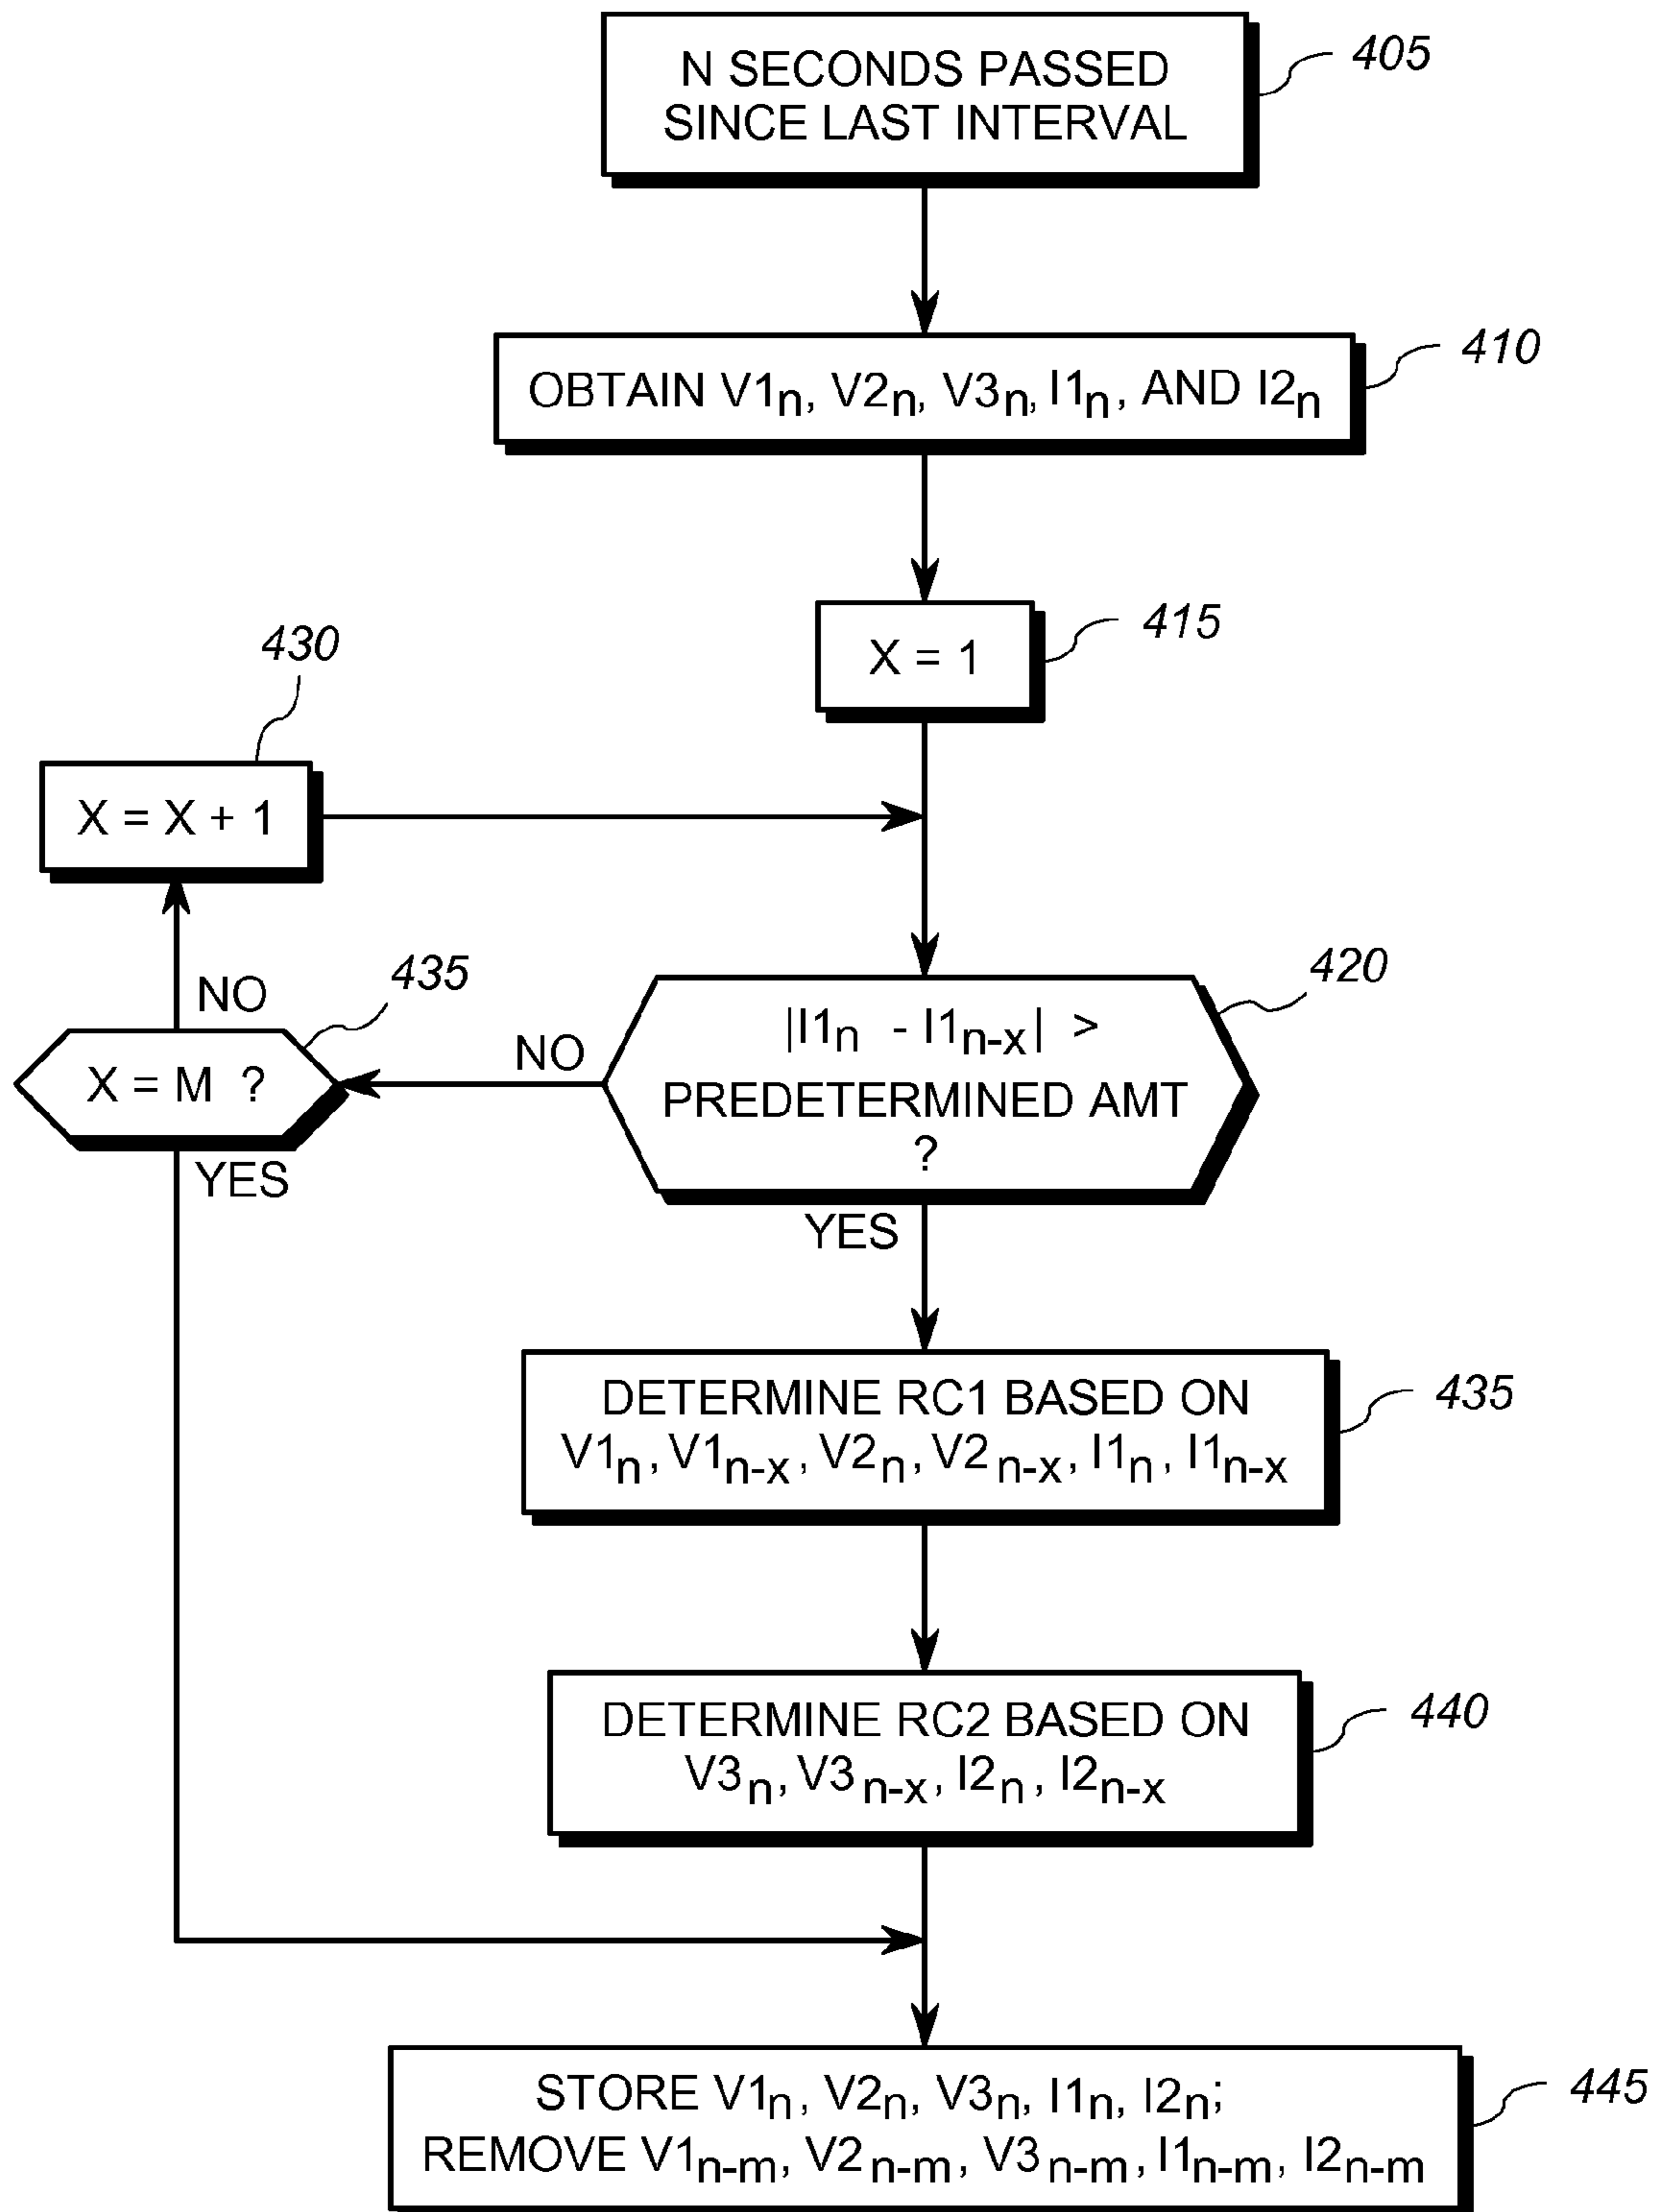 N SECONDS PASSED
SINCE LAST INTERVAL
405
OBTAIN V1n, V2n, V3n, I1n, AND I2n
410
X = 1
415
430
X = X + 1
NO
435
X = M ?
YES
NO
|I1n - I1n-x| >
PREDETERMINED AMT
?
420
YES
DETERMINE RC1 BASED ON
V1n, V1n-x, V2n, V2n-x, I1n, I1n-x
435
DETERMINE RC2 BASED ON
V3n, V3n-x, I2n, I2n-x
440
STORE V1n, V2n, V3n, I1n, I2n;
REMOVE V1n-m, V2n-m, V3n-m, I1n-m, I2n-m
445